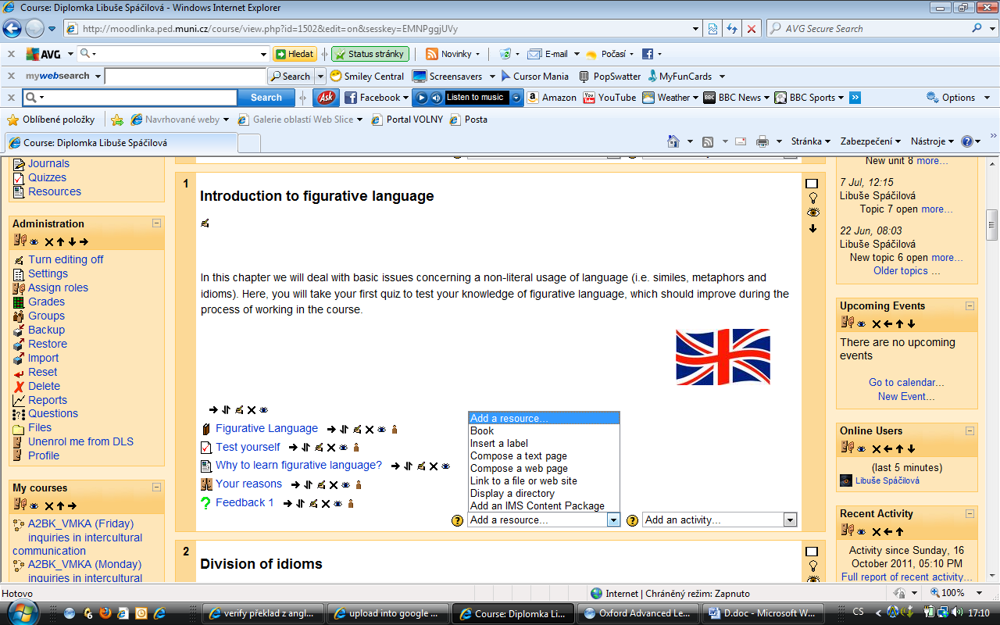 Course: Diplomka Libuše Spáčilová - Windows Internet Explorer
http://moodlinka.ped.muni.cz/course/view.php?id=1502&edit=on&sesskey=EMNPggjUVy
AVG Secure Search
x AVG Hledat Status stránky Novinky E-mail Počasí
x mywebsearch Search Smiley Central Screensavers Cursor Mania PopSwatter MyFunCards
x Search Ask Facebook Listen to music Amazon YouTube Weather BBC News BBC Sports Options
Oblíbené položky Navrhované weby Galerie oblastí Web Slice Portal VOLNY Posta
Course: Diplomka Libuše Spáčilová
Stránka Zabezpečení Nástroje
Journals
Quizzes
Resources
Administration
Turn editing off
Settings
Assign roles
Grades
Groups
Backup
Restore
Import
Reset
Delete
Reports
Questions
Files
Unenrol me from DLS
Profile
My courses
A2BK_VMKA (Friday)
inquiries in intercultural
communication
A2BK_VMKA (Monday)
inquiries in intercultural
1
Introduction to figurative language
In this chapter we will deal with basic issues concerning a non-literal usage of language (i.e. similes, metaphors and
idioms). Here, you will take your first quiz to test your knowledge of figurative language, which should improve during the
process of working in the course.
Figurative Language
Test yourself
Why to learn figurative language?
Your reasons
Feedback 1
Add a resource...
Book
Insert a label
Compose a text page
Compose a web page
Link to a file or web site
Display a directory
Add an IMS Content Package
Add a resource...
Add an activity...
2
Division of idioms
New unit 8 more...
7 Jul, 12:15
Libuše Spáčilová
Topic 7 open more...
22 Jun, 08:03
Libuše Spáčilová
New topic 6 open more...
Older topics ...
Upcoming Events
There are no upcoming
events
Go to calendar...
New Event...
Online Users
(last 5 minutes)
Libuše Spáčilová
Recent Activity
Activity since Sunday, 16
October 2011, 05:10 PM
Full report of recent activity...
Hotovo
Internet | Chráněný režim: Zapnuto
100%
verify překlad z angl...
upload into google ...
Course: Diplomka Li...
Oxford Advanced Le...
D.doc - Microsoft W...
CS
17:10